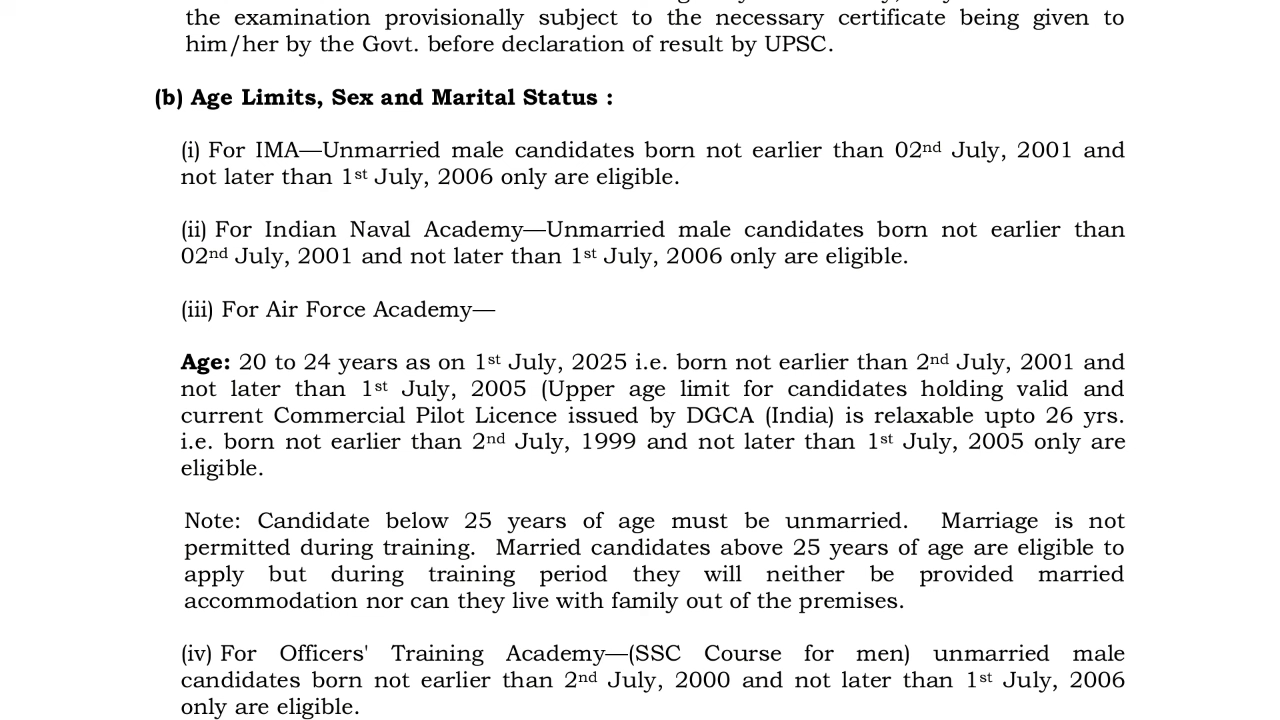 the examination provisionally subject to the necessary certificate being given to
him/her by the Govt. before declaration of result by UPSC.
(b) Age Limits, Sex and Marital Status :
(i) For IMA—Unmarried male candidates born not earlier than 02nd July, 2001 and
not later than 1st July, 2006 only are eligible.
(ii) For Indian Naval Academy—Unmarried male candidates born not earlier than
02nd July, 2001 and not later than 1st July, 2006 only are eligible.
(iii) For Air Force Academy—
Age: 20 to 24 years as on 1st July, 2025 i.e. born not earlier than 2nd July, 2001 and
not later than 1st July, 2005 (Upper age limit for candidates holding valid and
current Commercial Pilot Licence issued by DGCA (India) is relaxable upto 26 yrs.
i.e. born not earlier than 2nd July, 1999 and not later than 1st July, 2005 only are
eligible.
Note: Candidate below 25 years of age must be unmarried. Marriage is not
permitted during training. Married candidates above 25 years of age are eligible to
apply but during training period they will neither be provided married
accommodation nor can they live with family out of the premises.
(iv) For Officers' Training Academy—(SSC Course for men) unmarried male
candidates born not earlier than 2nd July, 2000 and not later than 1st July, 2006
only are eligible.